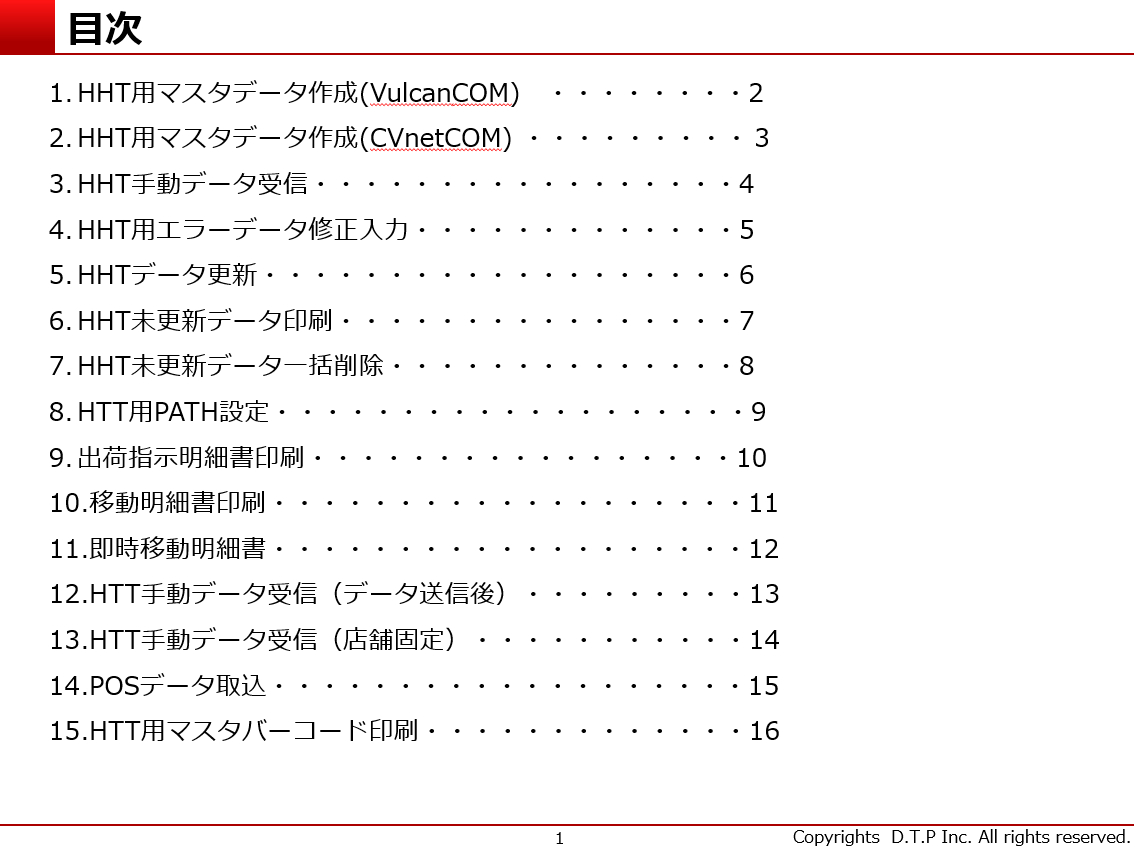 目次
1. HHT用マスタデータ作成(VulcanCOM)　・・・・・・・・2
2. HHT用マスタデータ作成(CVnetCOM) ・・・・・・・・・ 3
3. HHT手動データ受信・・・・・・・・・・・・・・・・・4
4. HHT用エラーデータ修正入力・・・・・・・・・・・・・5
5. HHTデータ更新・・・・・・・・・・・・・・・・・・・6
6. HHT未更新データ印刷・・・・・・・・・・・・・・・・7
7. HHT未更新データ一括削除・・・・・・・・・・・・・・8
8. HTT用PATH設定・・・・・・・・・・・・・・・・・・・9
9. 出荷指示明細書印刷・・・・・・・・・・・・・・・・・10
10.移動明細書印刷・・・・・・・・・・・・・・・・・・・11
11.即時移動明細書・・・・・・・・・・・・・・・・・・・12
12.HTT手動データ受信（データ送信後）・・・・・・・・・13
13.HTT手動データ受信（店舗固定）・・・・・・・・・・・14
14.POSデータ取込・・・・・・・・・・・・・・・・・・・15
15.HTT用マスタバーコード印刷・・・・・・・・・・・・・16
1
Copyrights D.T.P Inc. All rights reserved.